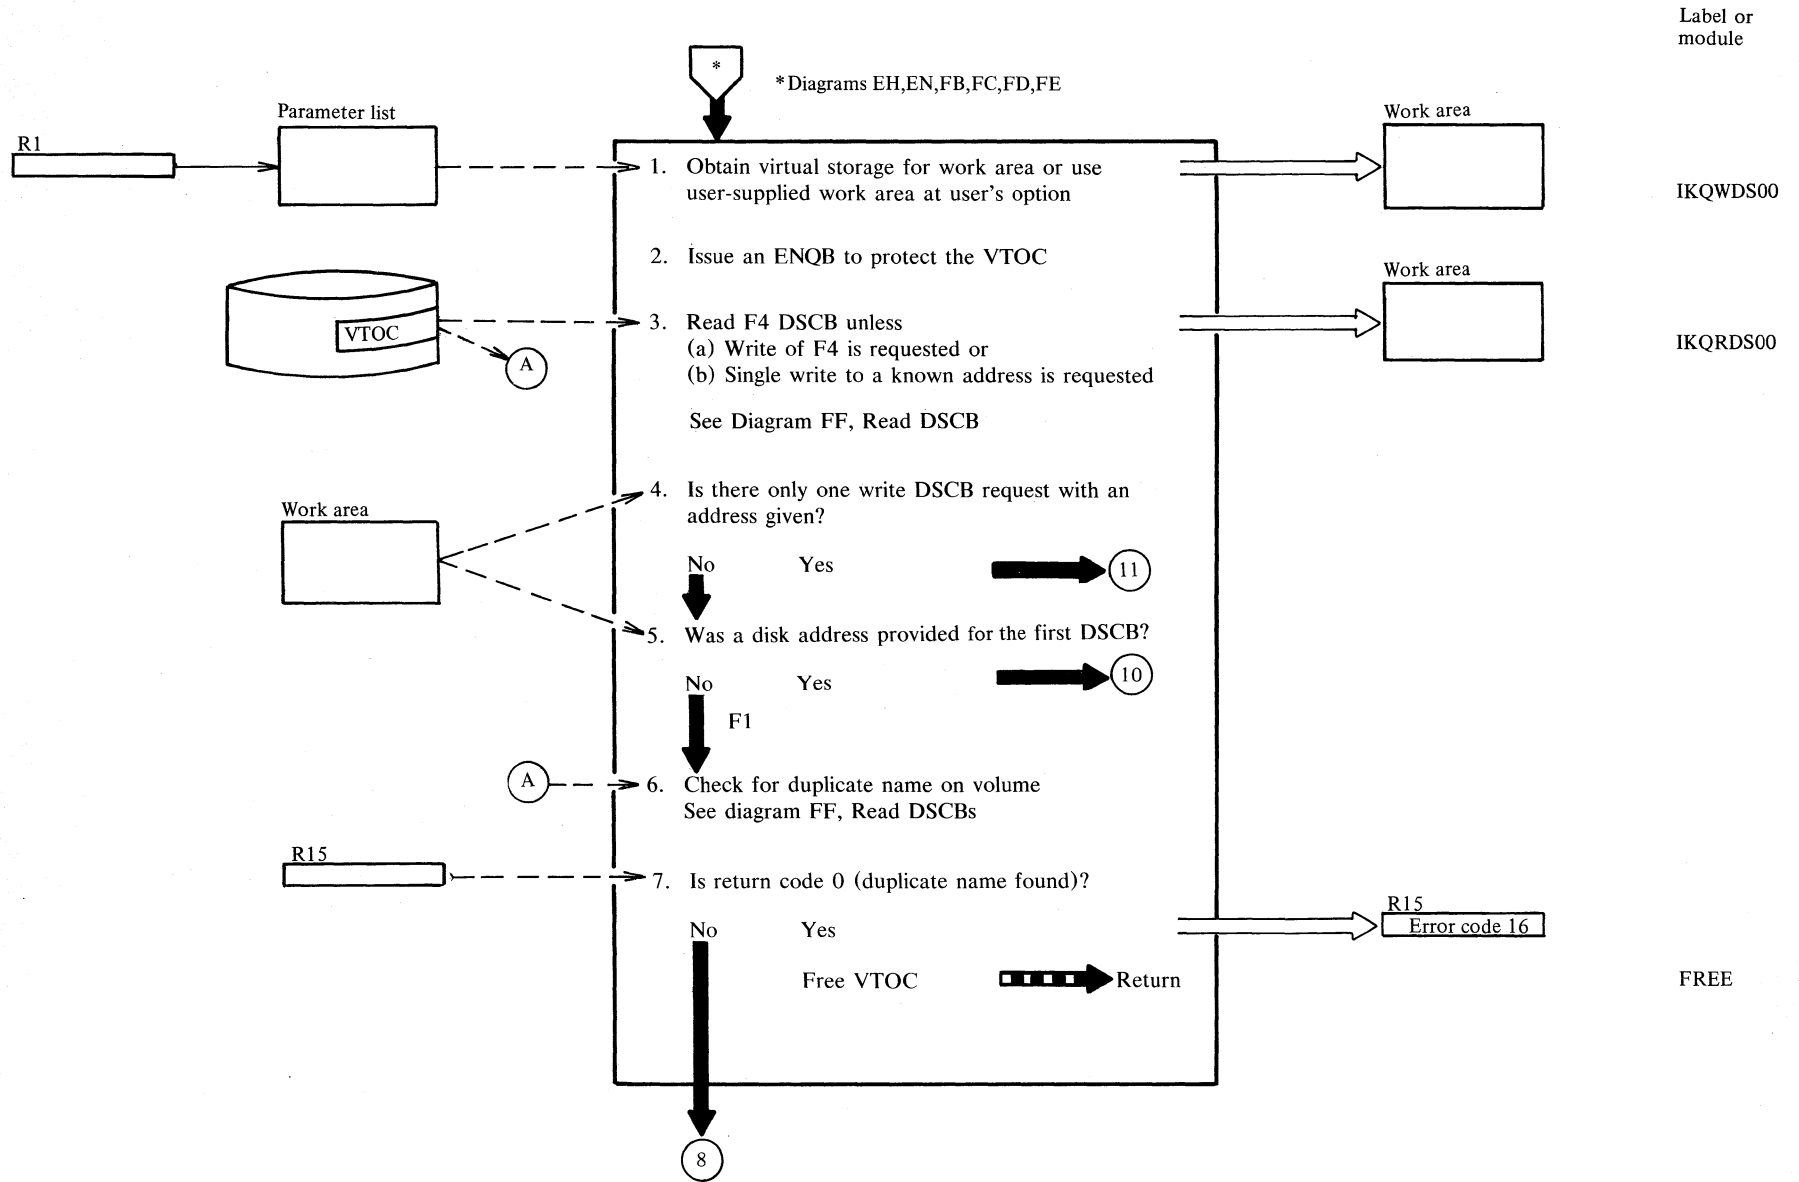 Label or
module
*
*Diagrams EH,EN,FB,FC,FD,FE
Parameter list
R1
Work area
1. Obtain virtual storage for work area or use
user-supplied work area at user's option
IKQWDS00
2. Issue an ENQB to protect the VTOC
Work area
VTOC
A
3. Read F4 DSCB unless
(a) Write of F4 is requested or
(b) Single write to a known address is requested
IKQRDS00
See Diagram FF, Read DSCB
Work area
4. Is there only one write DSCB request with an
address given?
No Yes 11
5. Was a disk address provided for the first DSCB?
No Yes 10
F1
A
6. Check for duplicate name on volume
See diagram FF, Read DSCBs
R15
7. Is return code 0 (duplicate name found)?
No Yes
R15
Error code 16
Free VTOC Return
FREE
8